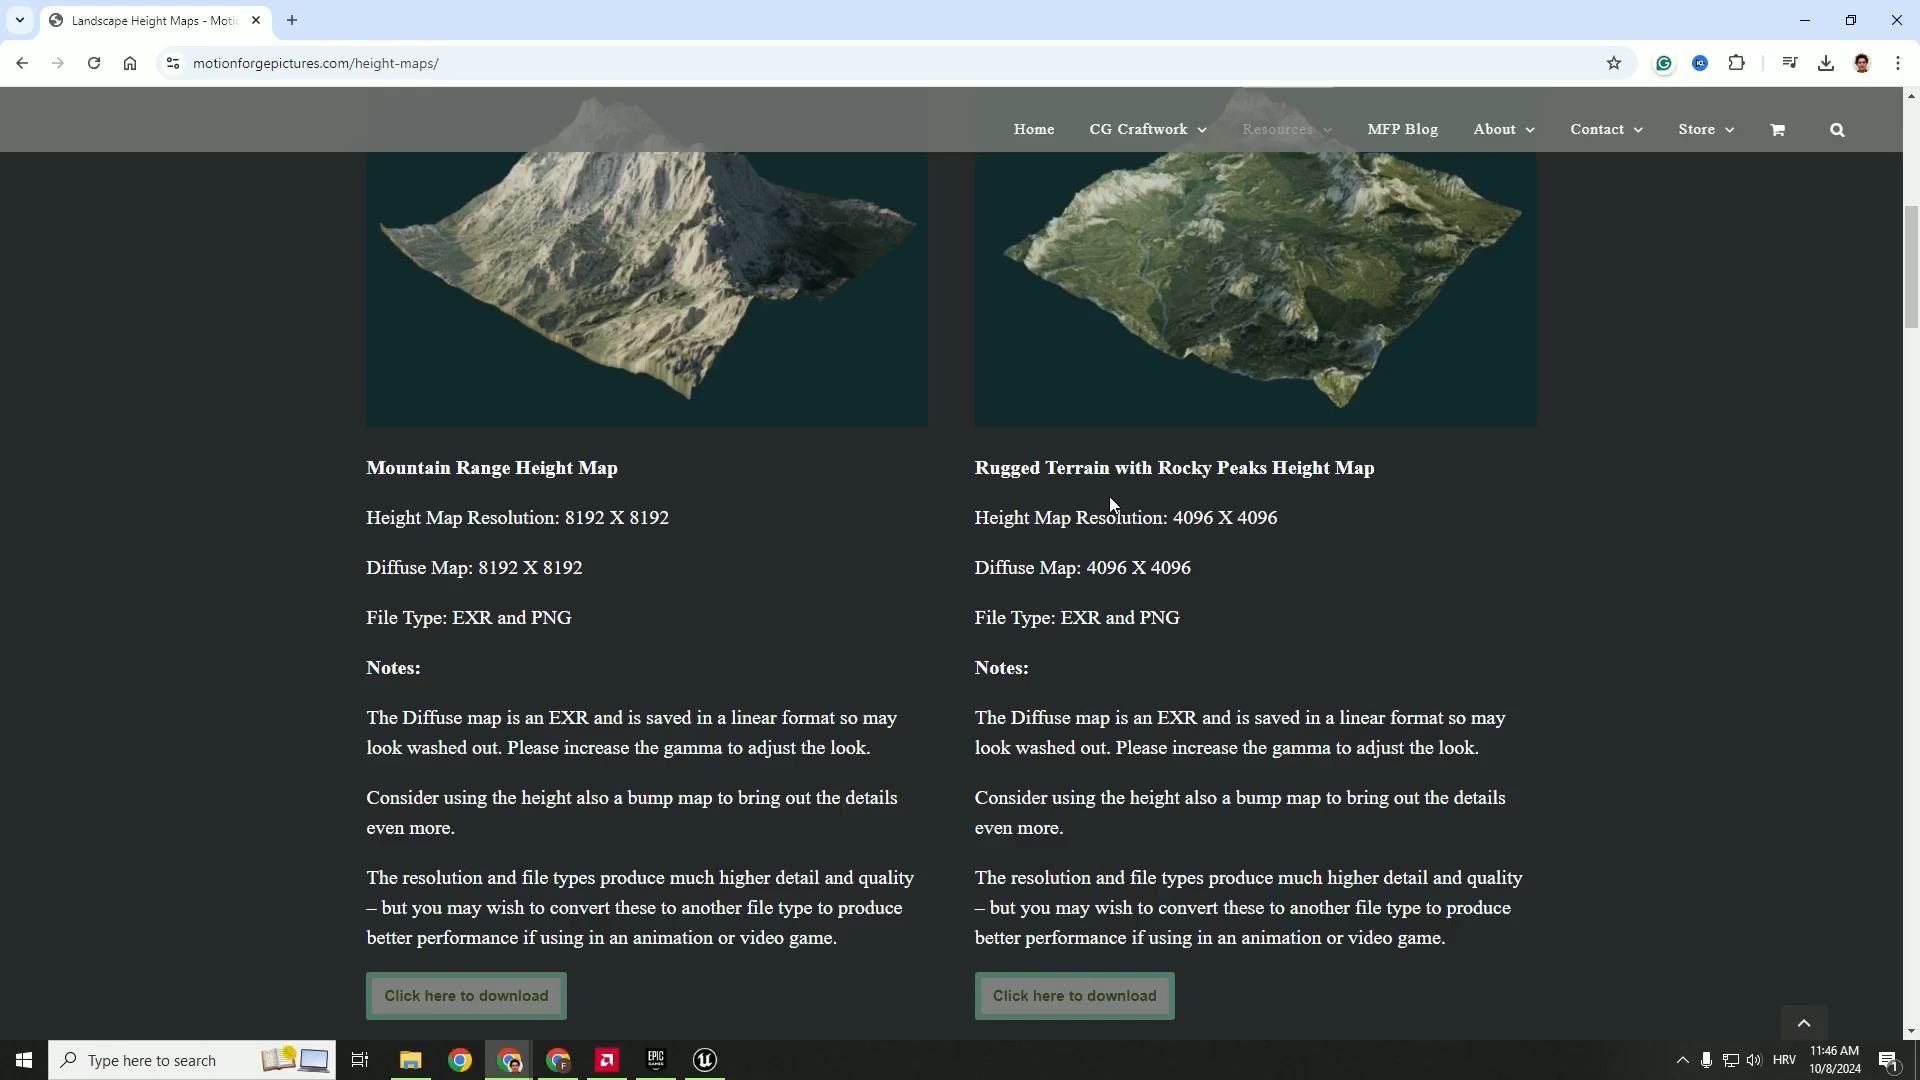 Landscape Height Maps - Moti
motionforgepictures.com/height-maps/
Home
CG Craftwork
Resources
MFP Blog
About
Contact
Store
Mountain Range Height Map
Height Map Resolution: 8192 X 8192
Diffuse Map: 8192 X 8192
File Type: EXR and PNG
Notes:
The Diffuse map is an EXR and is saved in a linear format so may
look washed out. Please increase the gamma to adjust the look.
Consider using the height also a bump map to bring out the details
even more.
The resolution and file types produce much higher detail and quality
– but you may wish to convert these to another file type to produce
better performance if using in an animation or video game.
Click here to download
Rugged Terrain with Rocky Peaks Height Map
Height Map Resolution: 4096 X 4096
Diffuse Map: 4096 X 4096
File Type: EXR and PNG
Notes:
The Diffuse map is an EXR and is saved in a linear format so may
look washed out. Please increase the gamma to adjust the look.
Consider using the height also a bump map to bring out the details
even more.
The resolution and file types produce much higher detail and quality
– but you may wish to convert these to another file type to produce
better performance if using in an animation or video game.
Click here to download
Type here to search
EPIC
GAMES
HRV
11:46 AM
10/8/2024
1